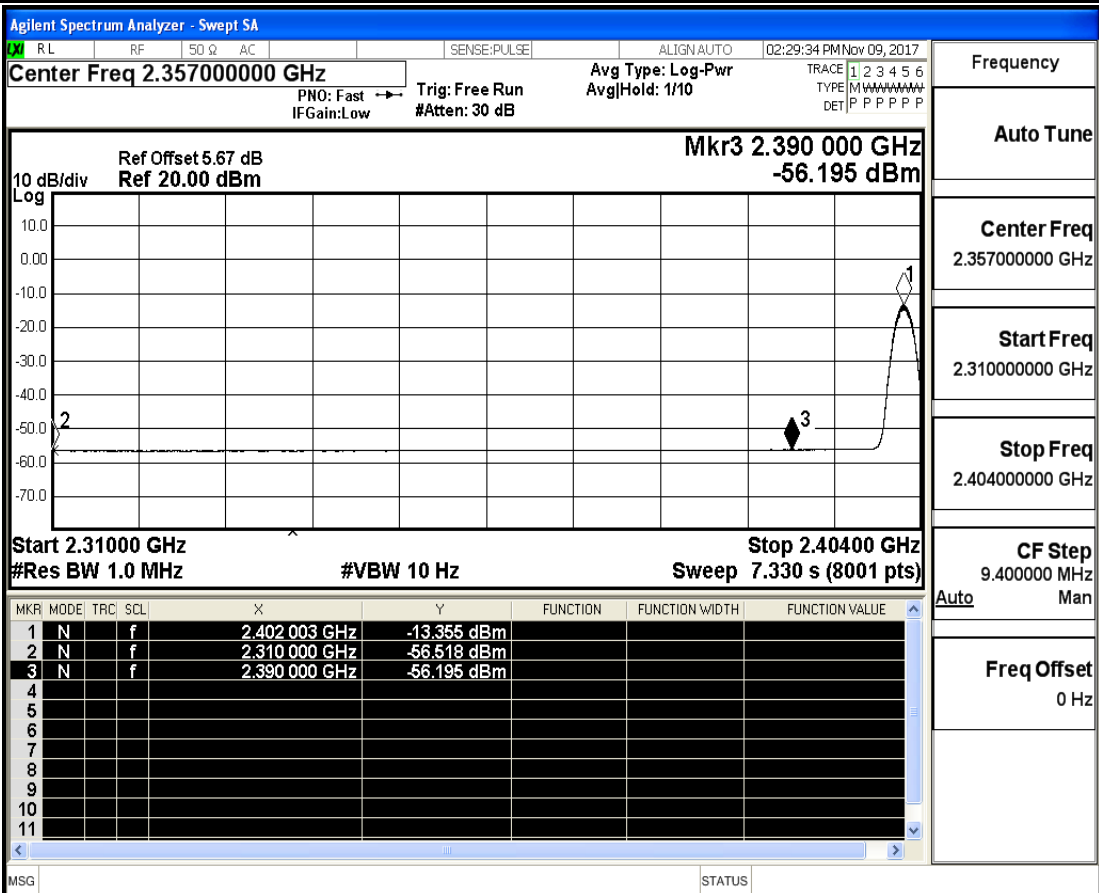 Agilent Spectrum Analyzer - Swept SA
LXI RL RF 50 Ω AC SENSE:PULSE ALIGN AUTO 02:29:34 PM Nov 09, 2017
Center Freq 2.357000000 GHz
PNO: Fast
IFGain:Low
Trig: Free Run
#Atten: 30 dB
Avg Type: Log-Pwr
Avg|Hold: 1/10
TRACE 1 2 3 4 5 6
TYPE M W W W W W
DET P P P P P P
Mkr3 2.390 000 GHz
-56.195 dBm
Ref Offset 5.67 dB
10 dB/div Ref 20.00 dBm
Log
10.0
0.00
-10.0
-20.0
-30.0
-40.0
-50.0
-60.0
-70.0
1
2
3
Start 2.31000 GHz Stop 2.40400 GHz
#Res BW 1.0 MHz #VBW 10 Hz Sweep 7.330 s (8001 pts)
MKR MODE TRC SCL X Y FUNCTION FUNCTION WIDTH FUNCTION VALUE
1 N f 2.402 003 GHz -13.355 dBm
2 N f 2.310 000 GHz -56.518 dBm
3 N f 2.390 000 GHz -56.195 dBm
4
5
6
7
8
9
10
11
MSG STATUS
Frequency
Auto Tune
Center Freq
2.357000000 GHz
Start Freq
2.310000000 GHz
Stop Freq
2.404000000 GHz
CF Step
9.400000 MHz
Auto Man
Freq Offset
0 Hz